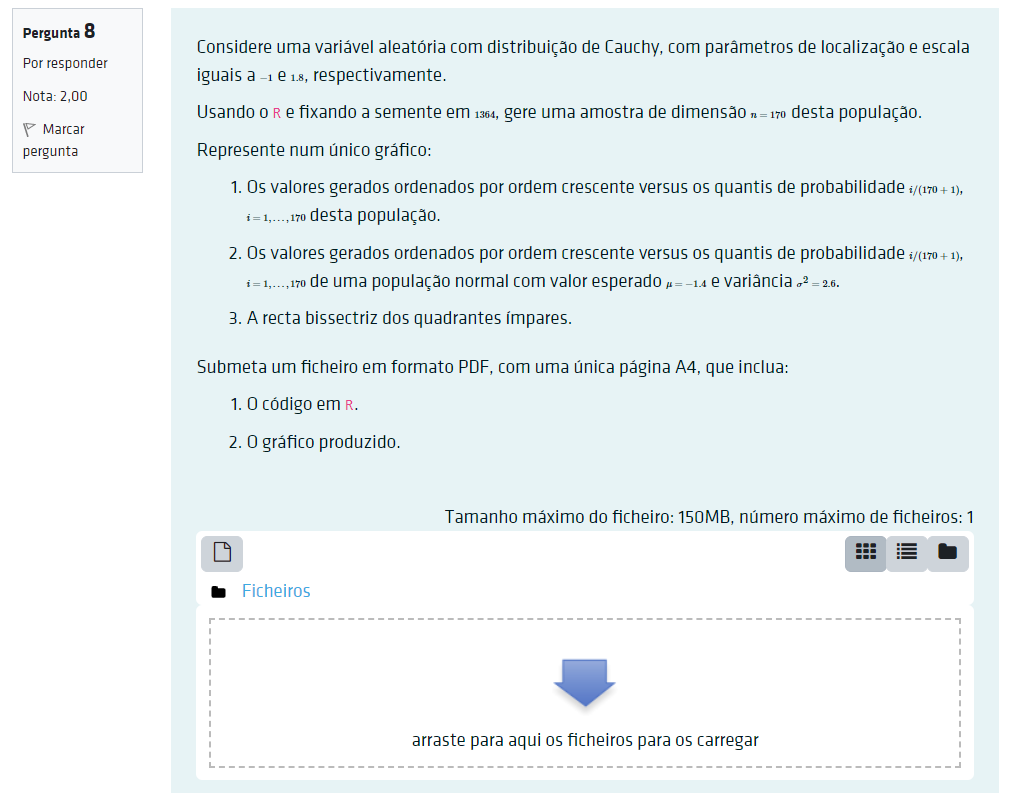 Pergunta 8
Por responder
Nota: 2,00
Marcar
pergunta
Considere uma variável aleatória com distribuição de Cauchy, com parâmetros de localização e escala
iguais a −1 e 1.8, respectivamente.
Usando o R e fixando a semente em 1364, gere uma amostra de dimensão n = 170 desta população.
Represente num único gráfico:
1. Os valores gerados ordenados por ordem crescente versus os quantis de probabilidade i/(170 + 1),
i = 1,…,170 desta população.
2. Os valores gerados ordenados por ordem crescente versus os quantis de probabilidade i/(170 + 1),
i = 1,…,170 de uma população normal com valor esperado μ = −1.4 e variância σ² = 2.6.
3. A recta bissectriz dos quadrantes ímpares.
Submeta um ficheiro em formato PDF, com uma única página A4, que inclua:
1. O código em R.
2. O gráfico produzido.
Tamanho máximo do ficheiro: 150MB, número máximo de ficheiros: 1
Ficheiros
arraste para aqui os ficheiros para os carregar